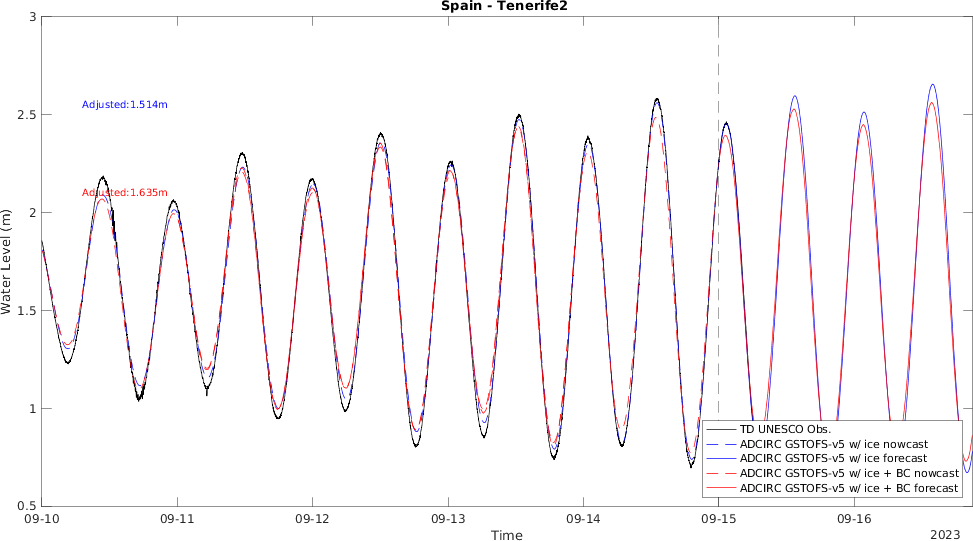 Spain - Tenerife2
Water Level (m)
3
2.5
2
1.5
1
0.5
Adjusted:1.514m
Adjusted:1.635m
TD UNESCO Obs.
ADCIRC GSTOFS-v5 w/ ice nowcast
ADCIRC GSTOFS-v5 w/ ice forecast
ADCIRC GSTOFS-v5 w/ ice + BC nowcast
ADCIRC GSTOFS-v5 w/ ice + BC forecast
09-10 09-11 09-12 09-13 09-14 09-15 09-16
Time
2023